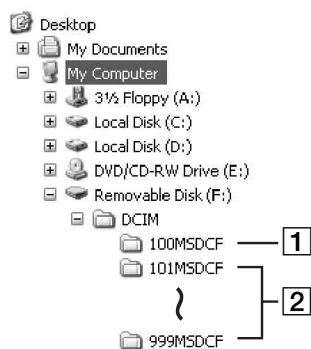 Desktop
My Documents
My Computer
3½ Floppy (A:)
Local Disk (C:)
Local Disk (D:)
DVD/CD-RW Drive (E:)
Removable Disk (F:)
DCIM
100MSDCF 1
101MSDCF
2
999MSDCF